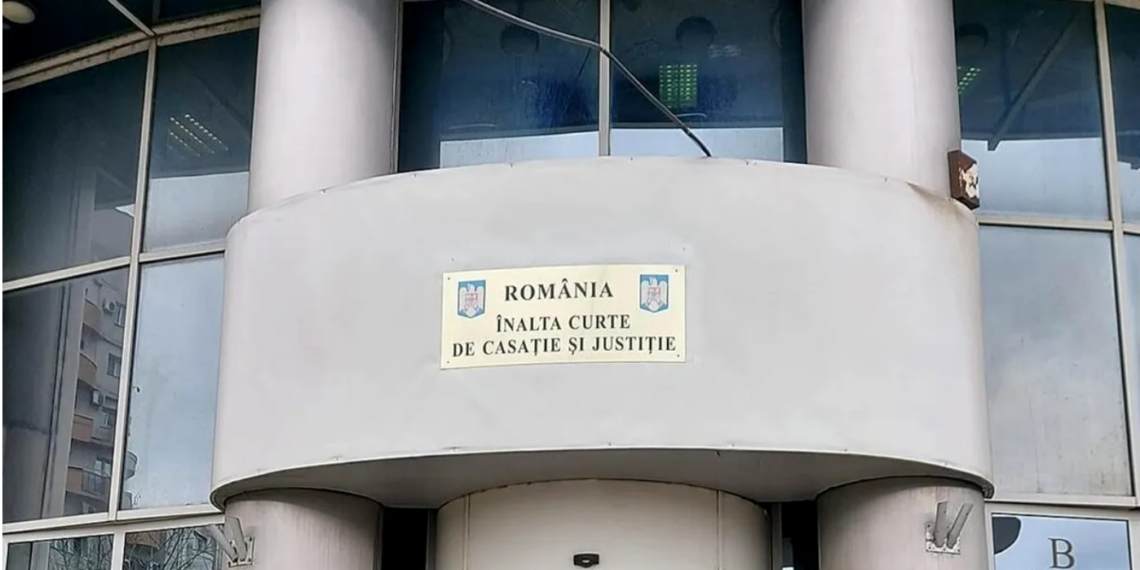 ROMÂNIA
ÎNALTA CURTE
DE CASAȚIE ȘI JUSTIȚIE
B